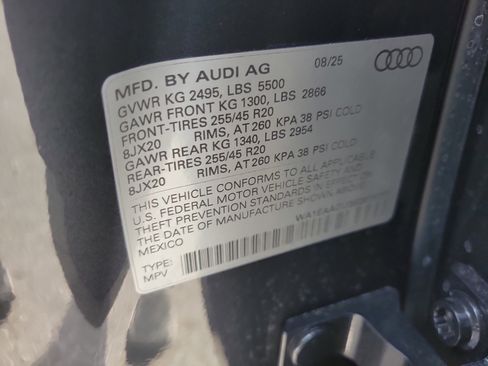 MFD. BY AUDI AG 08/25
GVWR KG 2495, LBS 5500
GAWR FRONT KG 1300, LBS 2866
FRONT-TIRES 255/45 R20
8JX20 RIMS, AT 260 KPA 38 PSI COLD
GAWR REAR KG 1340, LBS 2954
REAR-TIRES 255/45 R20
8JX20 RIMS, AT 260 KPA 38 PSI COLD
THIS VEHICLE CONFORMS TO ALL APPLICABLE
U.S. FEDERAL MOTOR VEHICLE SAFETY AND
THEFT PREVENTION STANDARDS IN EFFECT ON
THE DATE OF MANUFACTURE SHOWN ABOVE
MEXICO
TYPE:
MPV